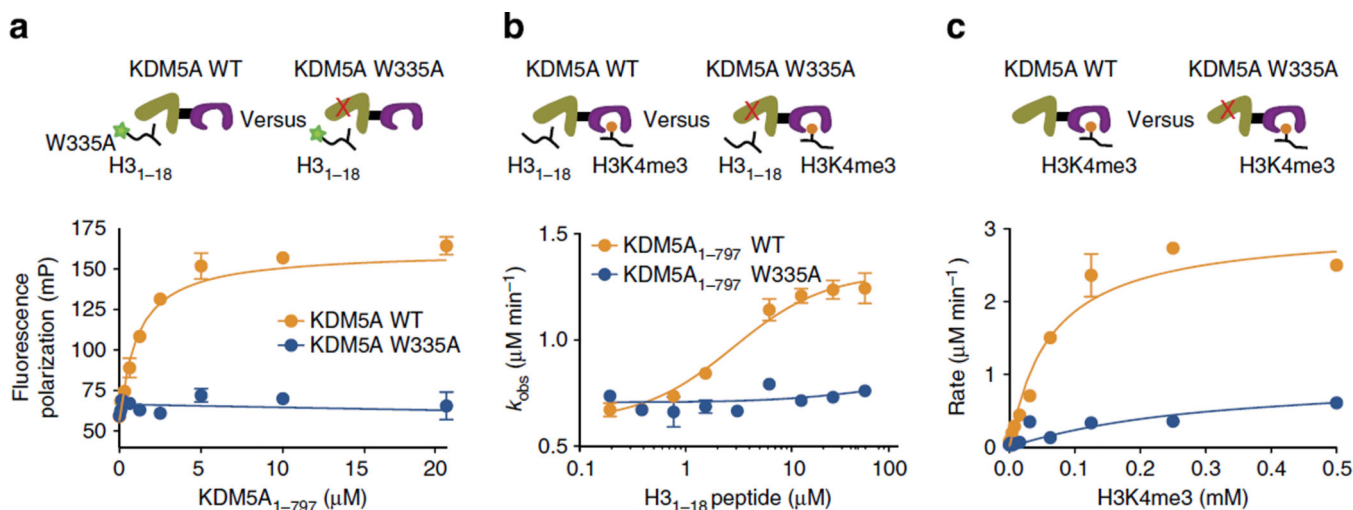 a
KDM5A WT
KDM5A W335A
Versus
W335A
H3₁₋₁₈
H3₁₋₁₈
Fluorescence
polarization (mP)
175
150
125
100
75
50
KDM5A WT
KDM5A W335A
0
5
10
15
20
KDM5A₁₋₇₉₇ (μM)
b
KDM5A WT
KDM5A W335A
Versus
H3₁₋₁₈
H3K4me3
H3₁₋₁₈
H3K4me3
k_obs (μM min⁻¹)
1.5
1.0
0.5
KDM5A₁₋₇₉₇ WT
KDM5A₁₋₇₉₇ W335A
0.1
1
10
100
H3₁₋₁₈ peptide (μM)
c
KDM5A WT
KDM5A W335A
Versus
H3K4me3
H3K4me3
Rate (μM min⁻¹)
3
2
1
0
0.0
0.1
0.2
0.3
0.4
0.5
H3K4me3 (mM)